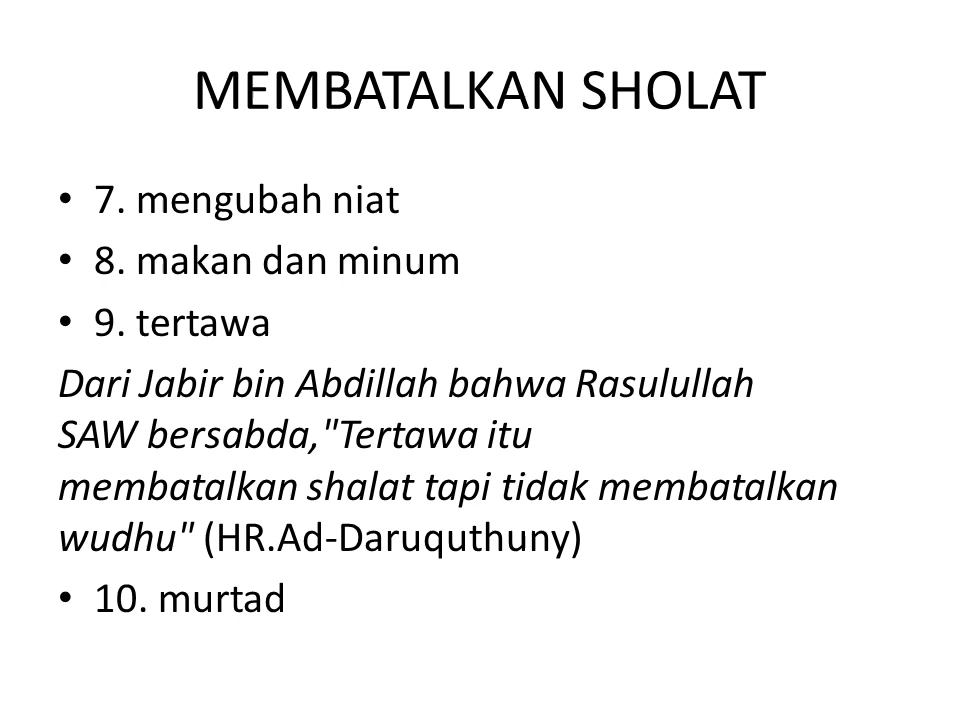 MEMBATALKAN SHOLAT
• 7. mengubah niat
• 8. makan dan minum
• 9. tertawa
Dari Jabir bin Abdillah bahwa Rasulullah
SAW bersabda,"Tertawa itu
membatalkan shalat tapi tidak membatalkan
wudhu" (HR.Ad-Daruquthuny)
• 10. murtad